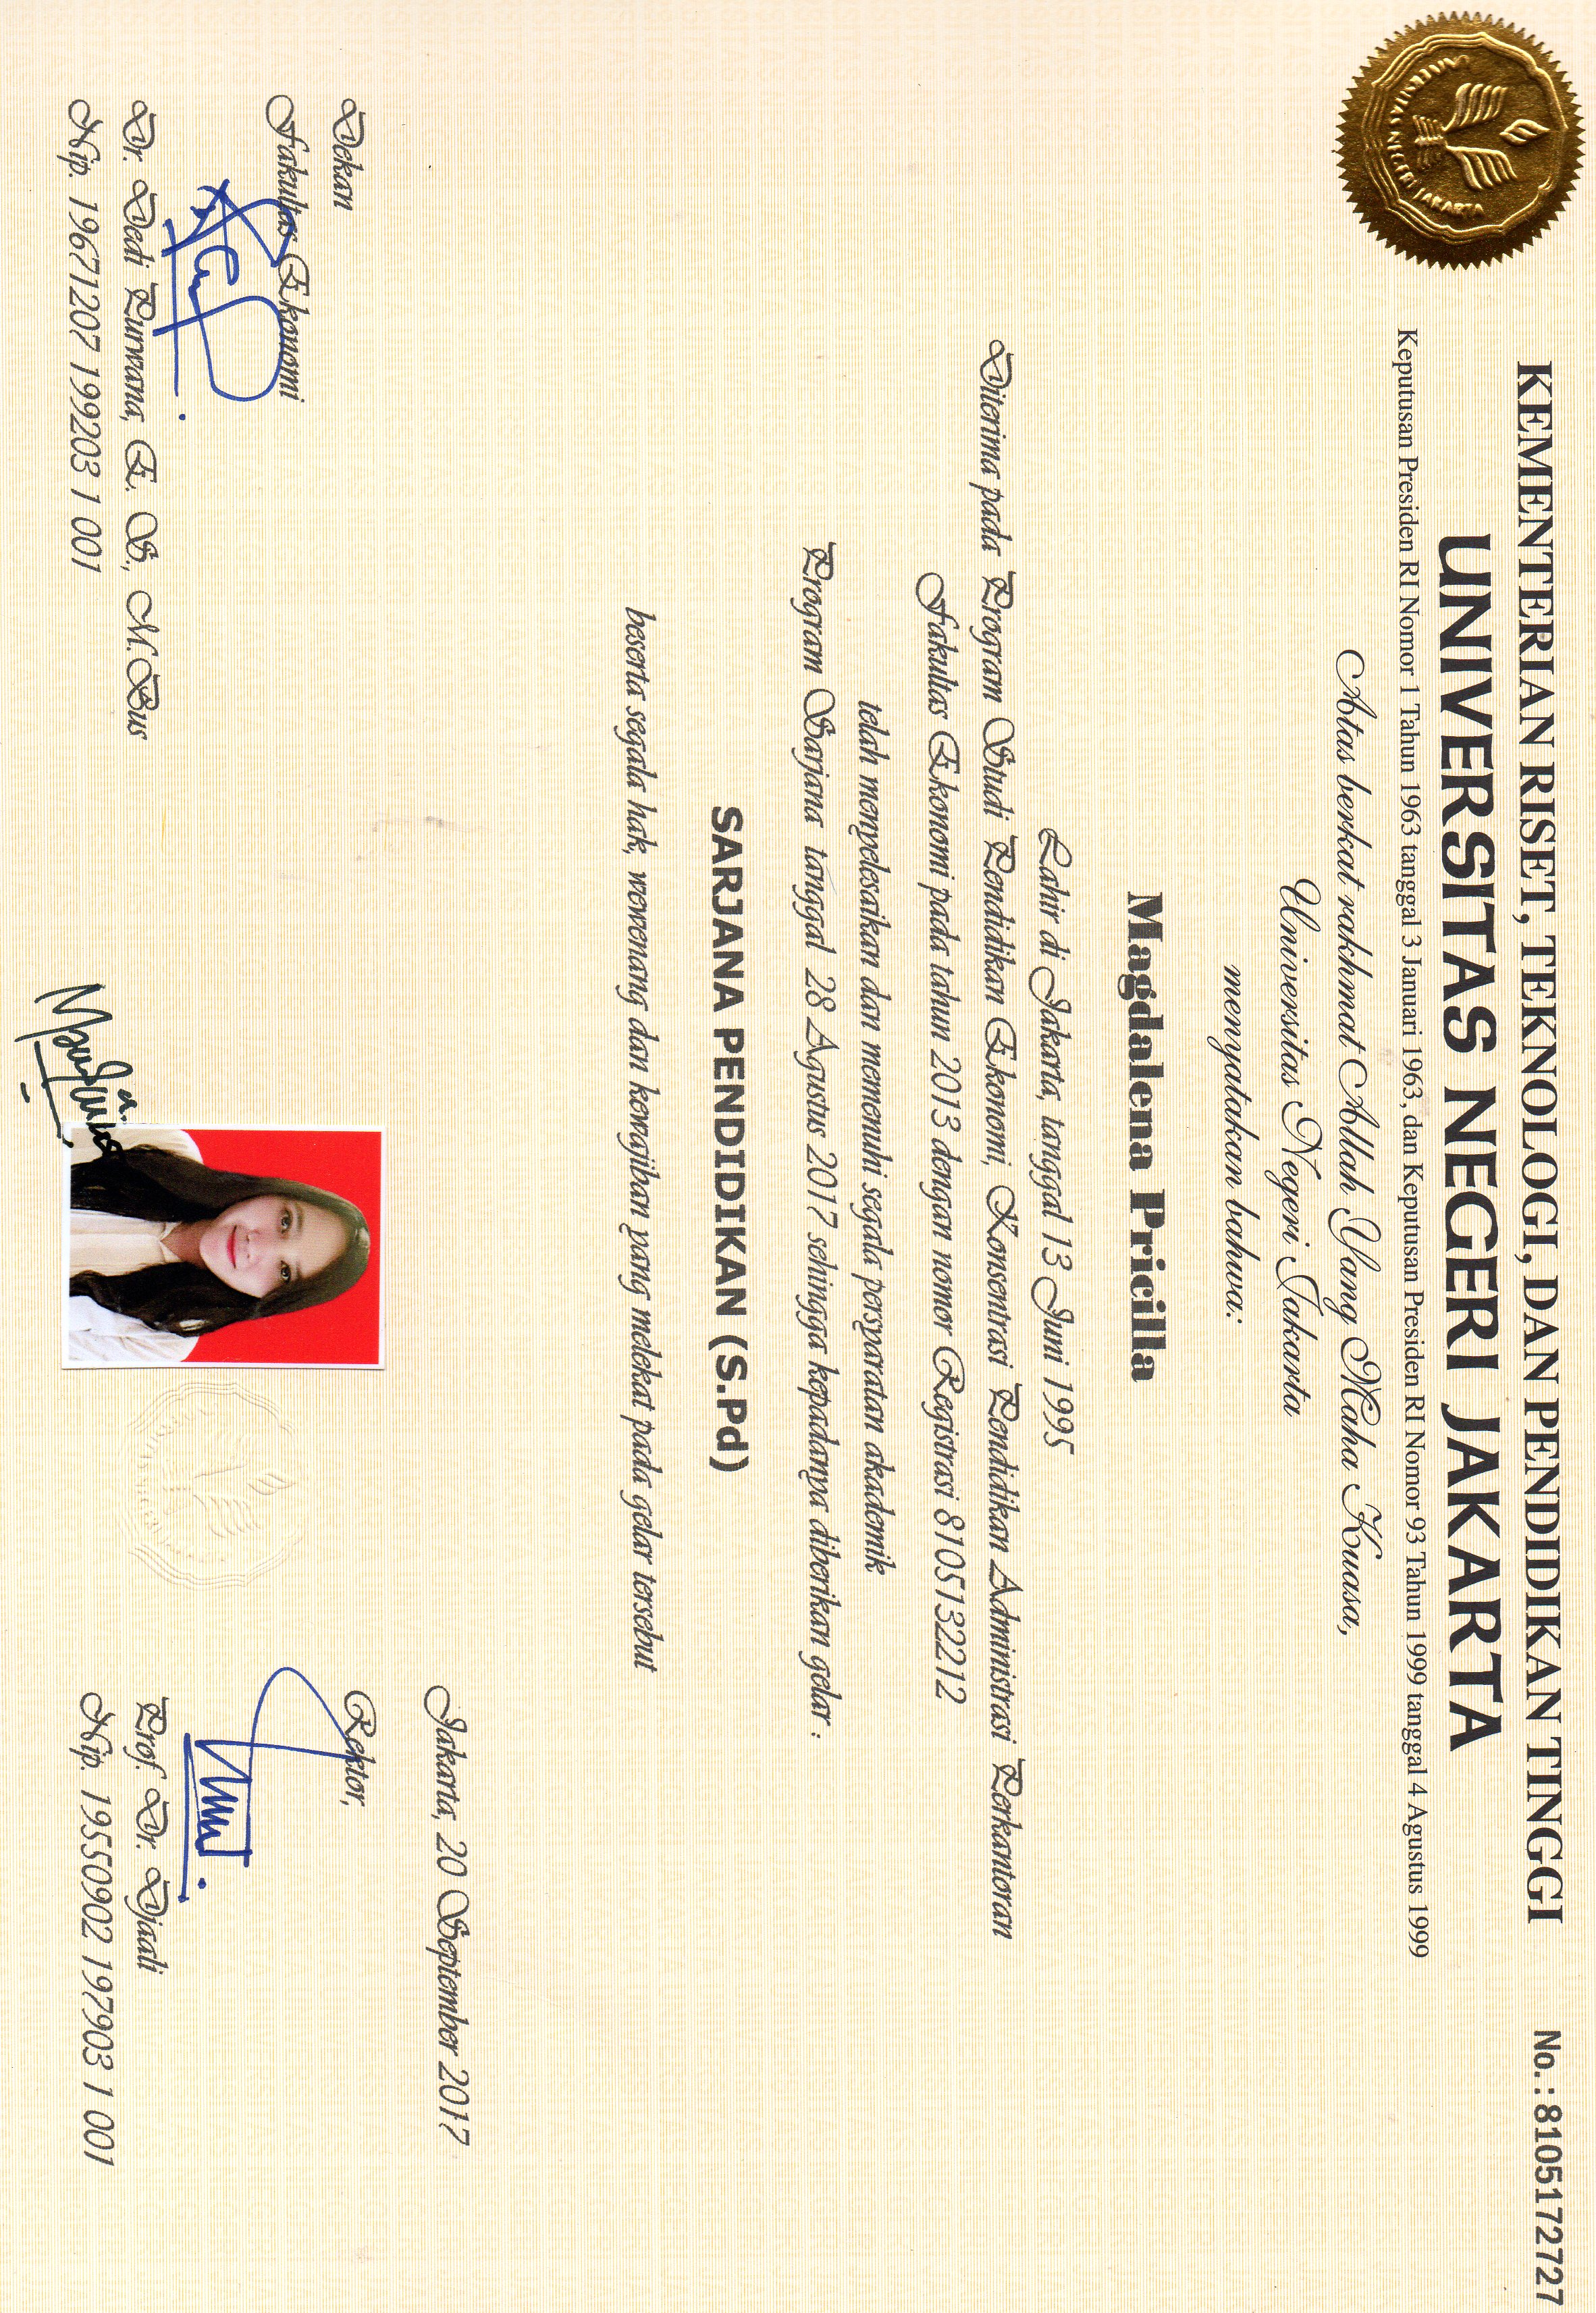 No. : 8105172727
KEMENTERIAN RISET, TEKNOLOGI, DAN PENDIDIKAN TINGGI
UNIVERSITAS NEGERI JAKARTA
Keputusan Presiden RI Nomor 1 Tahun 1963 tanggal 3 Januari 1963, dan Keputusan Presiden RI Nomor 93 Tahun 1999 tanggal 4 Agustus 1999
UNIVERSITAS NEGERI JAKARTA
Atas berkat rakhmat Allah Yang Maha Kuasa,
Universitas Negeri Jakarta
menyatakan bahwa:
Magdalena Pricilla
Lahir di Jakarta, tanggal 13 Juni 1995
Diterima pada Program Studi Pendidikan Ekonomi, Konsentrasi Pendidikan Administrasi Perkantoran
Fakultas Ekonomi pada tahun 2013 dengan nomor Registrasi 8105132212
telah menyelesaikan dan memenuhi segala persyaratan akademik
Program Sarjana tanggal 28 Agustus 2017 sehingga kepadanya diberikan gelar :
SARJANA PENDIDIKAN (S.Pd)
beserta segala hak, wewenang dan kewajiban yang melekat pada gelar tersebut
Jakarta, 20 September 2017
Dekan
Fakultas Ekonomi
Dr. Dedi Purwana, E. S., M.Bus
Nip. 19671207 199203 1 001
Rektor,
Prof. Dr. Djaali
Nip. 19550902 197903 1 001